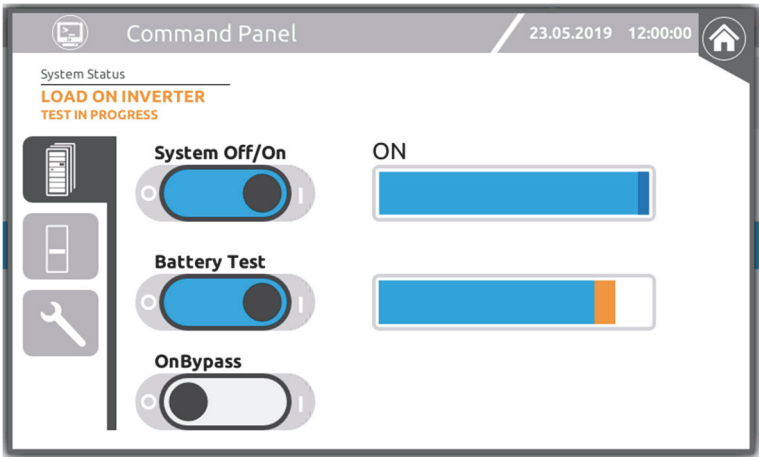 Command Panel
23.05.2019 12:00:00
System Status
LOAD ON INVERTER
TEST IN PROGRESS
System Off/On
ON
Battery Test
OnBypass